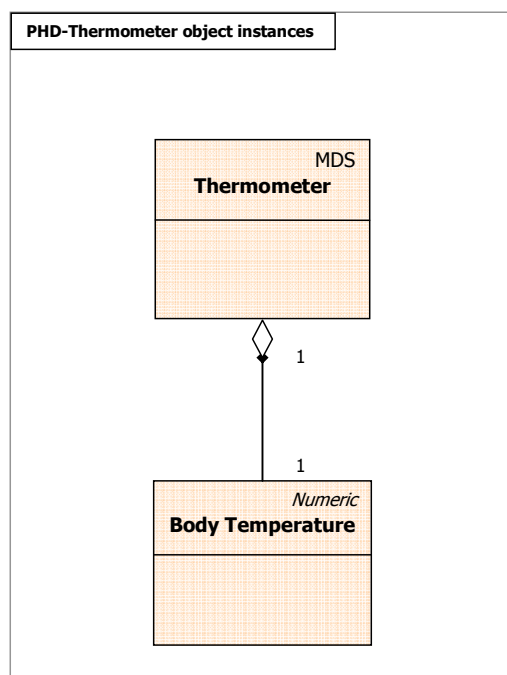 PHD-Thermometer object instances
MDS
Thermometer
1
1
Numeric
Body Temperature